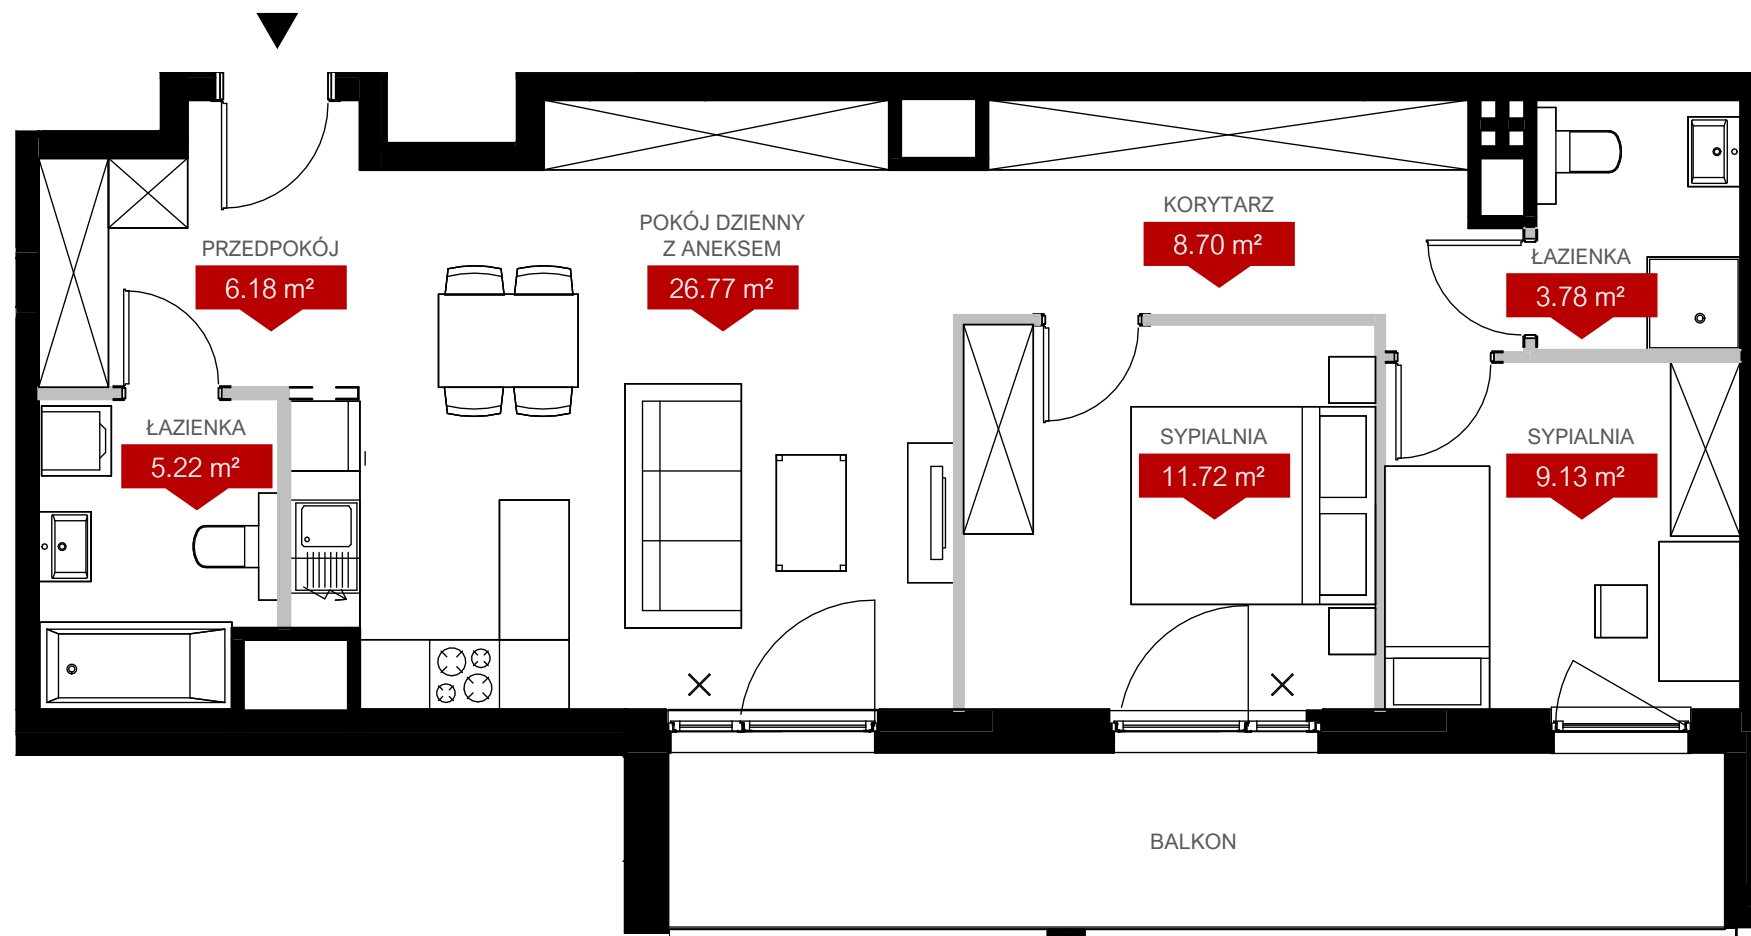 PRZEDPOKÓJ
6.18 m²
POKÓJ DZIENNY
Z ANEKSEM
26.77 m²
KORYTARZ
8.70 m²
ŁAZIENKA
3.78 m²
ŁAZIENKA
5.22 m²
SYPIALNIA
11.72 m²
SYPIALNIA
9.13 m²
BALKON